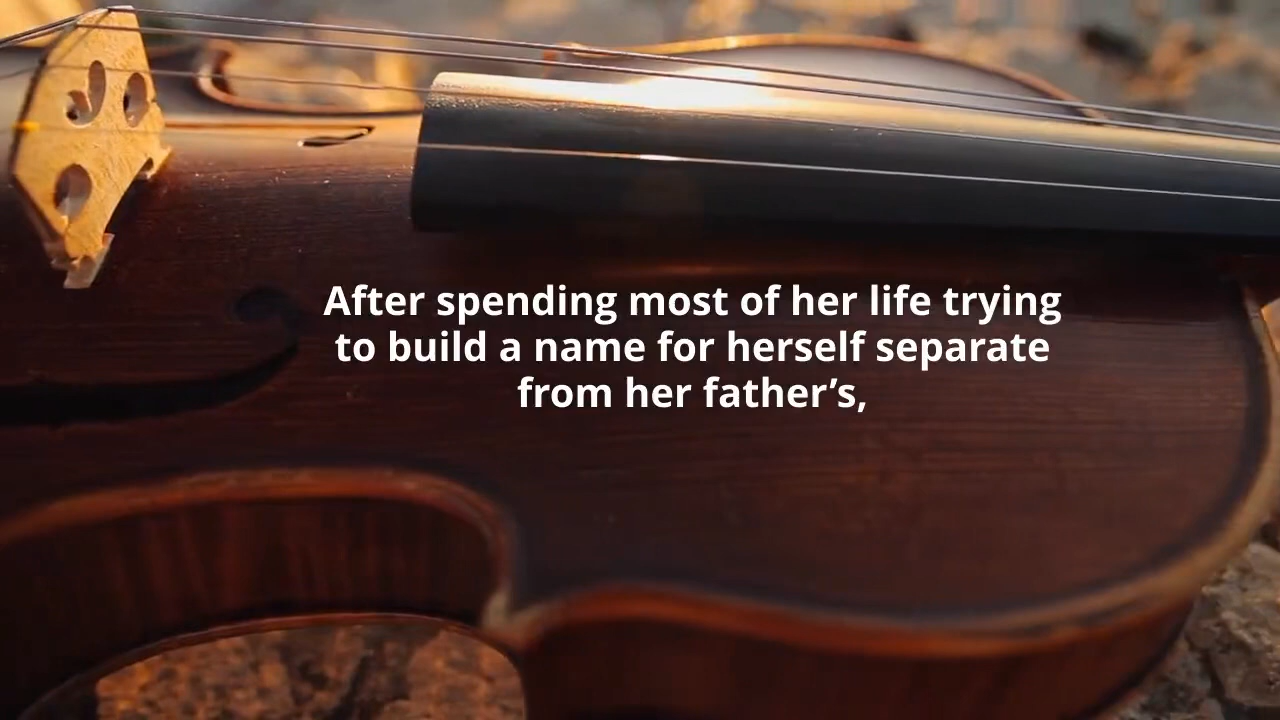 After spending most of her life trying
to build a name for herself separate
from her father’s,